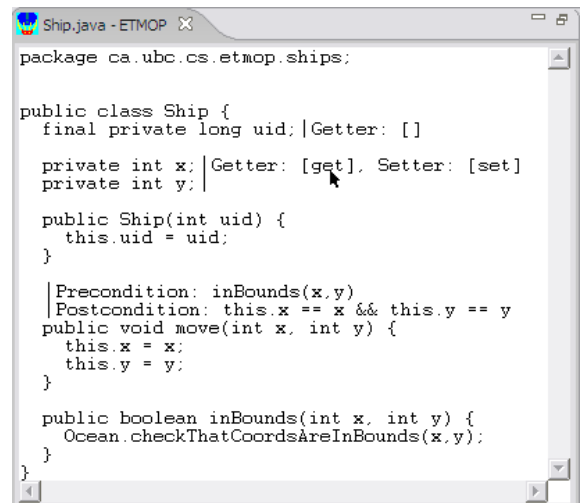 Ship.java - ETMOP
package ca.ubc.cs.etmop.ships;
public class Ship {
final private long uid;|Getter: []
private int x;|Getter: [get], Setter: [set]
private int y;|
public Ship(int uid) {
this.uid = uid;
}
|Precondition: inBounds(x,y)
|Postcondition: this.x == x && this.y == y
public void move(int x, int y) {
this.x = x;
this.y = y;
}
public boolean inBounds(int x, int y) {
Ocean.checkThatCoordsAreInBounds(x,y);
}
}